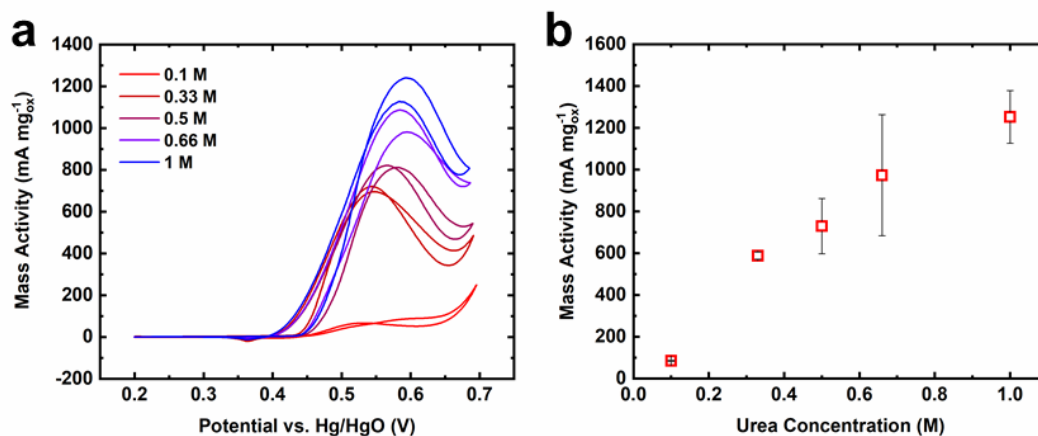 a
1400
1200
1000
800
600
400
200
0
-200
Mass Activity (mA mg⁻¹ox)
0.1 M
0.33 M
0.5 M
0.66 M
1 M
0.2 0.3 0.4 0.5 0.6 0.7
Potential vs. Hg/HgO (V)
b
1600
1400
1200
1000
800
600
400
200
0
Mass Activity (mA mg⁻¹ox)
0.0 0.2 0.4 0.6 0.8 1.0
Urea Concentration (M)